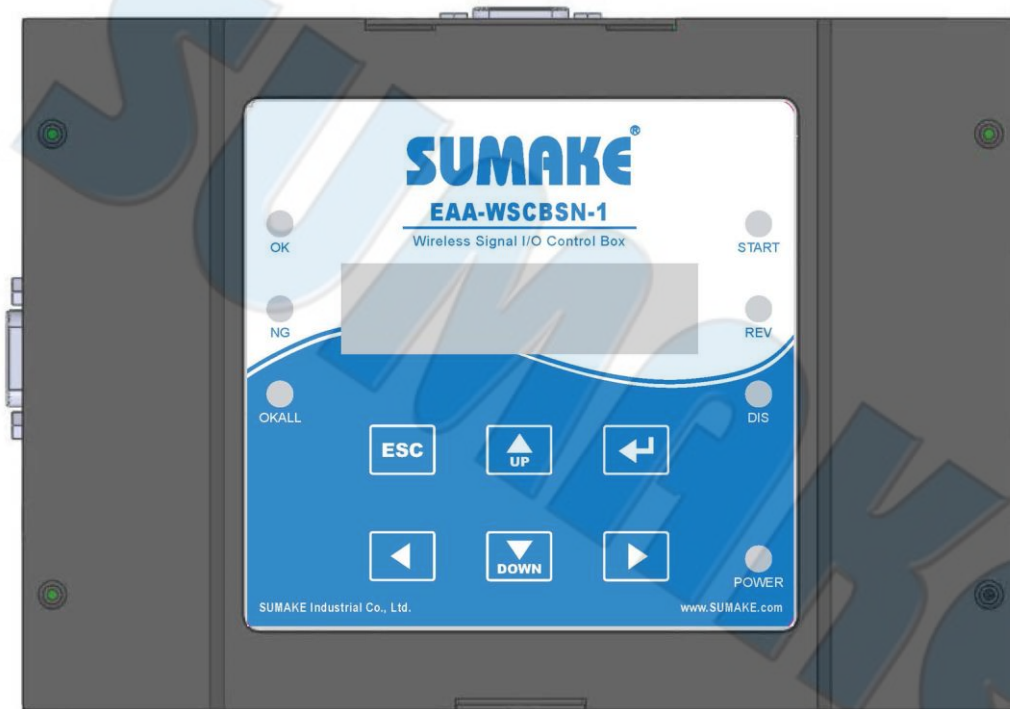 SUMAKE®
EAA-WSCBSN-1
Wireless Signal I/O Control Box
OK
START
NG
REV
OKALL
DIS
ESC
UP
DOWN
POWER
SUMAKE Industrial Co., Ltd.
www.SUMAKE.com
SUMAKE